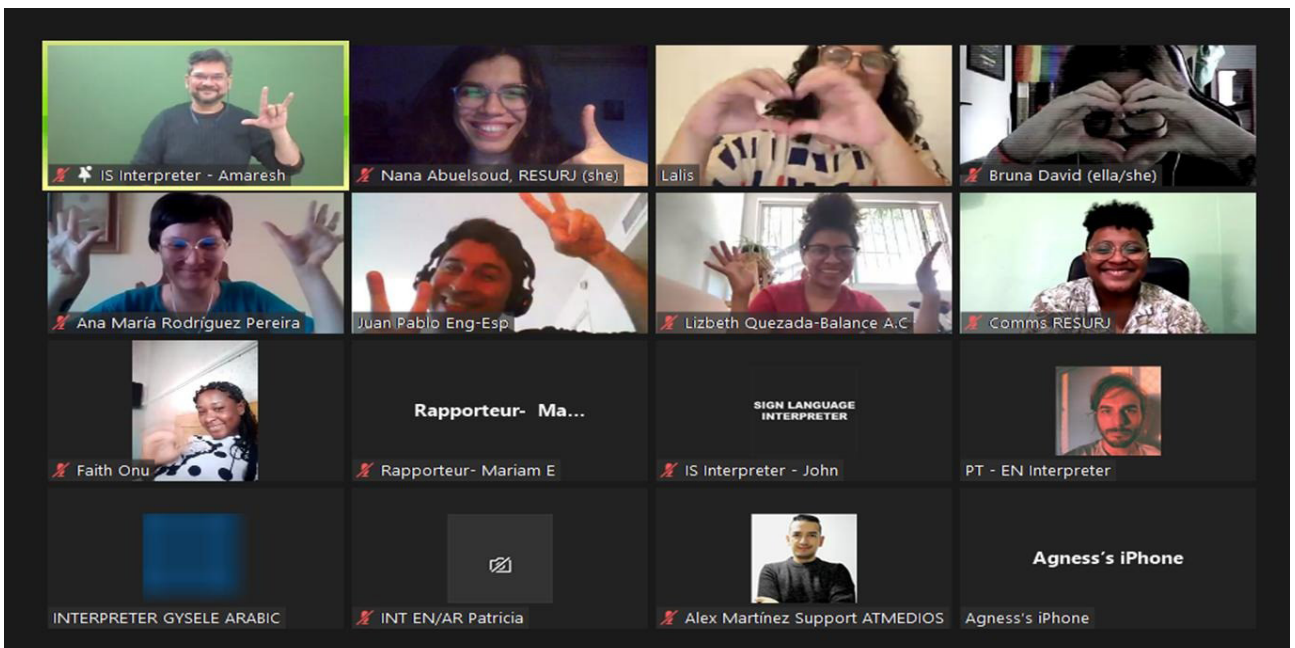 IS Interpreter - Amaresh
Nana Abuelsoud, RESURJ (she)
Lalis
Bruna David (ella/she)
Ana María Rodríguez Pereira
Juan Pablo Eng-Esp
Lizbeth Quezada-Balance A.C
Comms RESURJ
Faith Onu
Rapporteur- Ma...
Rapporteur- Mariam E
SIGN LANGUAGE
INTERPRETER
IS Interpreter - John
PT - EN Interpreter
INTERPRETER GYSELE ARABIC
INT EN/AR Patricia
Alex Martínez Support ATMEDIOS
Agness´s iPhone
Agness's iPhone